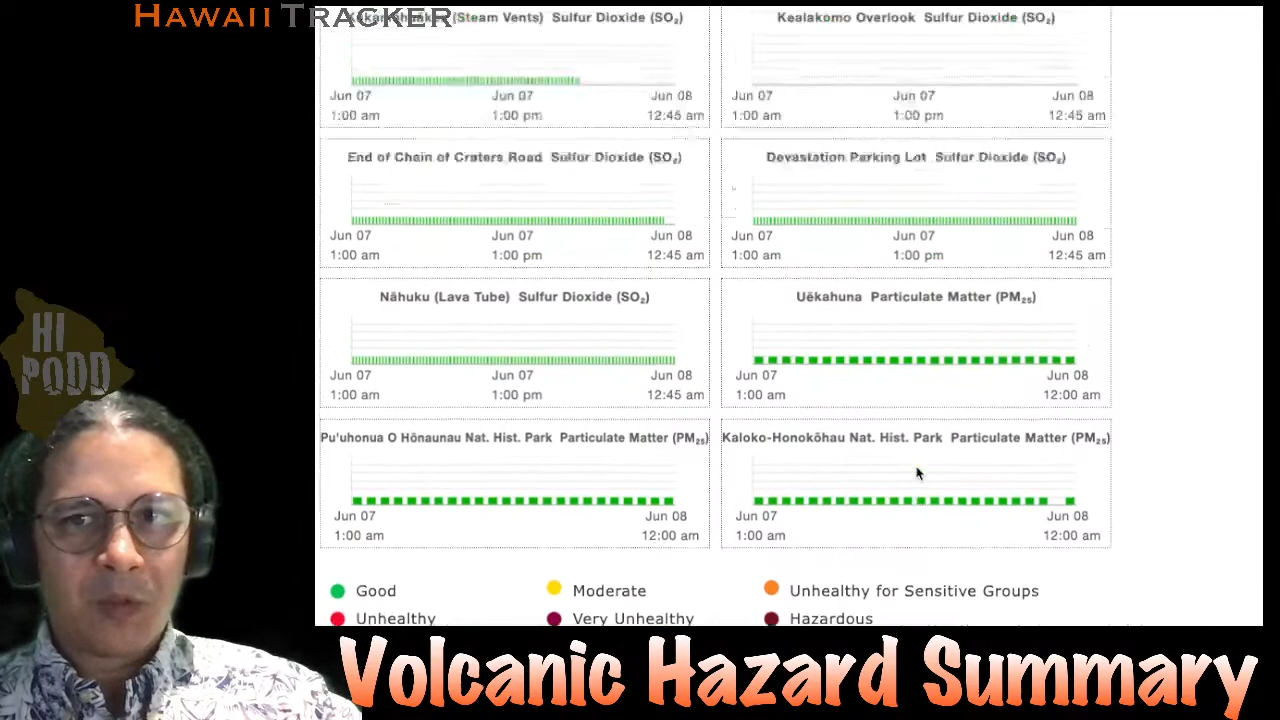 HAWAII TRACKER
(Steam Vents) Sulfur Dioxide (SO₂)
Jun 07 Jun 07 Jun 08
1:00 am 1:00 pm 12:45 am
Kealakomo Overlook Sulfur Dioxide (SO₂)
Jun 07 Jun 07 Jun 08
1:00 am 1:00 pm 12:45 am
End of Chain of Craters Road Sulfur Dioxide (SO₂)
Jun 07 Jun 07 Jun 08
1:00 am 1:00 pm 12:45 am
Devastation Parking Lot Sulfur Dioxide (SO₂)
Jun 07 Jun 07 Jun 08
1:00 am 1:00 pm 12:45 am
Nāhuku (Lava Tube) Sulfur Dioxide (SO₂)
Jun 07 Jun 07 Jun 08
1:00 am 1:00 pm 12:45 am
Uēkahuna Particulate Matter (PM₂₅)
Jun 07 Jun 08
1:00 am 12:00 am
Pu'uhonua O Hōnaunau Nat. Hist. Park Particulate Matter (PM₂₅)
Jun 07 Jun 08
1:00 am 12:00 am
Kaloko-Honokōhau Nat. Hist. Park Particulate Matter (PM₂₅)
Jun 07 Jun 08
1:00 am 12:00 am
Good Moderate Unhealthy for Sensitive Groups
Unhealthy Very Unhealthy Hazardous
HI
PODD
Volcanic Hazard Summary